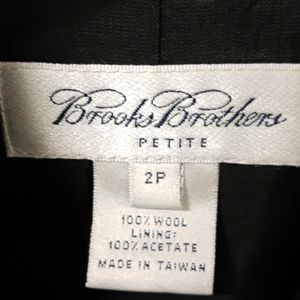 Brooks Brothers
PETITE
2P
100% WOOL
LINING:
100% ACETATE
MADE IN TAIWAN